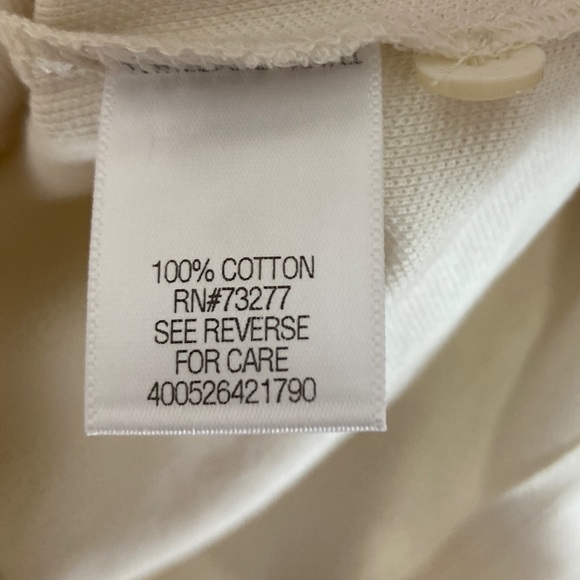 100% COTTON
RN#73277
SEE REVERSE
FOR CARE
400526421790